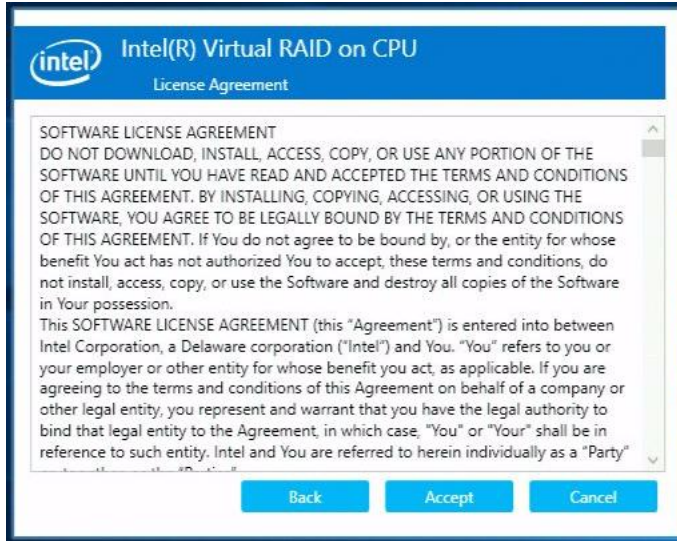 intel
Intel(R) Virtual RAID on CPU
License Agreement
SOFTWARE LICENSE AGREEMENT
DO NOT DOWNLOAD, INSTALL, ACCESS, COPY, OR USE ANY PORTION OF THE
SOFTWARE UNTIL YOU HAVE READ AND ACCEPTED THE TERMS AND CONDITIONS
OF THIS AGREEMENT. BY INSTALLING, COPYING, ACCESSING, OR USING THE
SOFTWARE, YOU AGREE TO BE LEGALLY BOUND BY THE TERMS AND CONDITIONS
OF THIS AGREEMENT. If You do not agree to be bound by, or the entity for whose
benefit You act has not authorized You to accept, these terms and conditions, do
not install, access, copy, or use the Software and destroy all copies of the Software
in Your possession.
This SOFTWARE LICENSE AGREEMENT (this "Agreement") is entered into between
Intel Corporation, a Delaware corporation ("Intel") and You. "You" refers to you or
your employer or other entity for whose benefit you act, as applicable. If you are
agreeing to the terms and conditions of this Agreement on behalf of a company or
other legal entity, you represent and warrant that you have the legal authority to
bind that legal entity to the Agreement, in which case, "You" or "Your" shall be in
reference to such entity. Intel and You are referred to herein individually as a "Party"
Back
Accept
Cancel